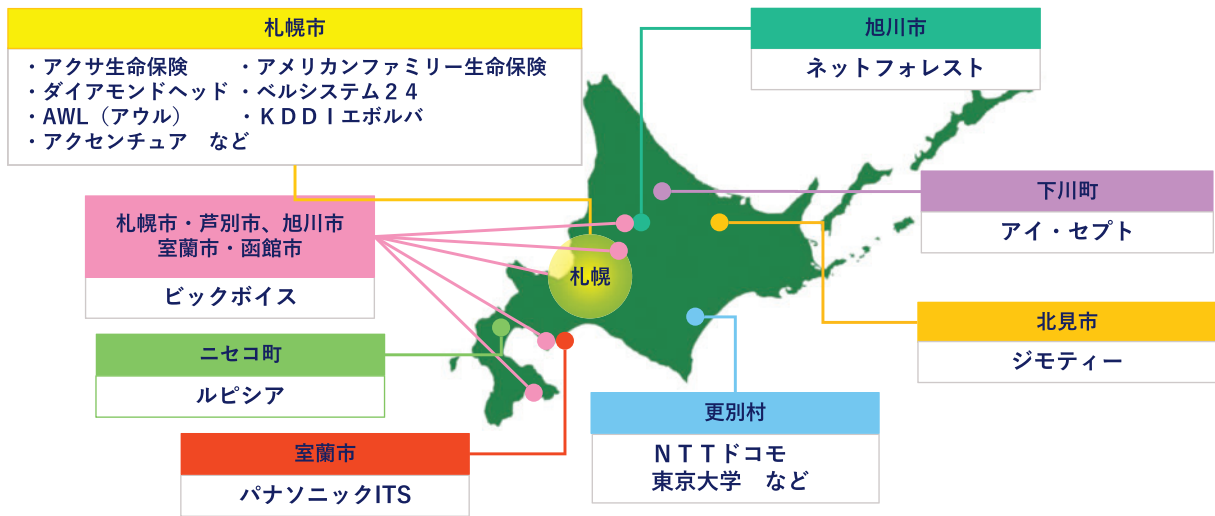 札幌市
・アクサ生命保険　・アメリカンファミリー生命保険
・ダイアモンドヘッド ・ベルシステム２４
・AWL（アウル）　・ＫＤＤＩエボルバ
・アクセンチュア　など
旭川市
ネットフォレスト
下川町
アイ・セプト
札幌市・芦別市、旭川市
室蘭市・函館市
ビックボイス
札幌
北見市
ジモティー
ニセコ町
ルピシア
更別村
ＮＴＴドコモ
東京大学　など
室蘭市
パナソニックITS